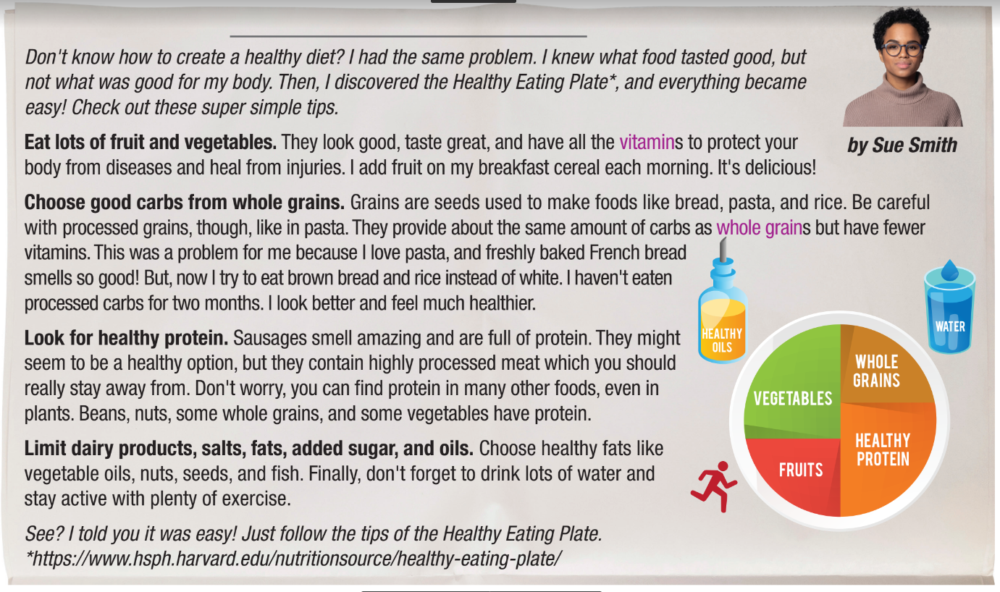 Don't know how to create a healthy diet? I had the same problem. I knew what food tasted good, but
not what was good for my body. Then, I discovered the Healthy Eating Plate*, and everything became
easy! Check out these super simple tips.
by Sue Smith
Eat lots of fruit and vegetables. They look good, taste great, and have all the vitamins to protect your
body from diseases and heal from injuries. I add fruit on my breakfast cereal each morning. It's delicious!
Choose good carbs from whole grains. Grains are seeds used to make foods like bread, pasta, and rice. Be careful
with processed grains, though, like in pasta. They provide about the same amount of carbs as whole grains but have fewer
vitamins. This was a problem for me because I love pasta, and freshly baked French bread
smells so good! But, now I try to eat brown bread and rice instead of white. I haven't eaten
processed carbs for two months. I look better and feel much healthier.
Look for healthy protein. Sausages smell amazing and are full of protein. They might
seem to be a healthy option, but they contain highly processed meat which you should
really stay away from. Don't worry, you can find protein in many other foods, even in
plants. Beans, nuts, some whole grains, and some vegetables have protein.
Limit dairy products, salts, fats, added sugar, and oils. Choose healthy fats like
vegetable oils, nuts, seeds, and fish. Finally, don't forget to drink lots of water and
stay active with plenty of exercise.
See? I told you it was easy! Just follow the tips of the Healthy Eating Plate.
*https://www.hsph.harvard.edu/nutritionsource/healthy-eating-plate/
HEALTHY
OILS
WATER
VEGETABLES
WHOLE
GRAINS
FRUITS
HEALTHY
PROTEIN